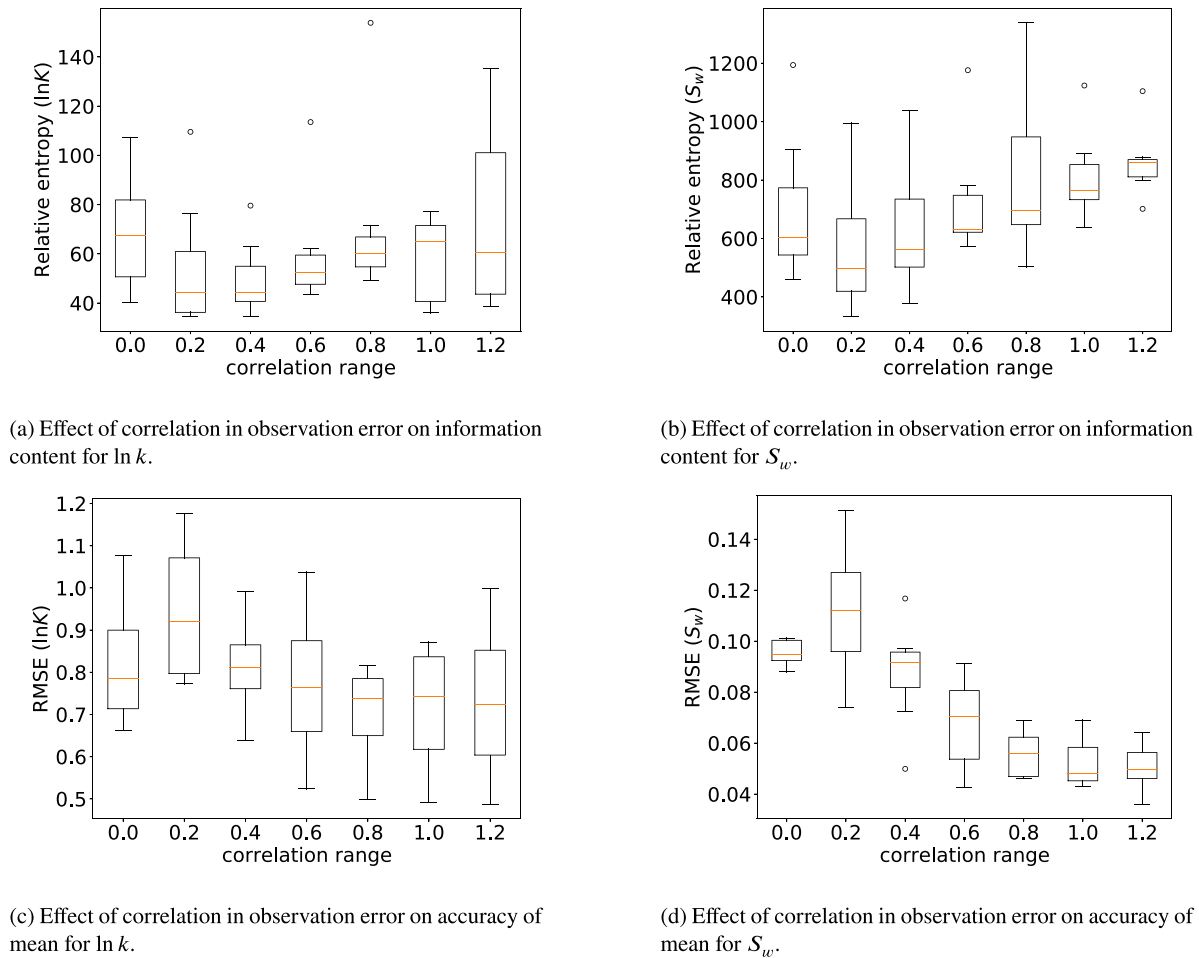 140
120
100
80
60
40
Relative entropy (lnK)
0.0 0.2 0.4 0.6 0.8 1.0 1.2
correlation range
(a) Effect of correlation in observation error on information
content for ln k.
1200
1000
800
600
400
Relative entropy (S_w)
0.0 0.2 0.4 0.6 0.8 1.0 1.2
correlation range
(b) Effect of correlation in observation error on information
content for S_w.
1.2
1.1
1.0
0.9
0.8
0.7
0.6
0.5
RMSE (lnK)
0.0 0.2 0.4 0.6 0.8 1.0 1.2
correlation range
(c) Effect of correlation in observation error on accuracy of
mean for ln k.
0.14
0.12
0.10
0.08
0.06
0.04
RMSE (S_w)
0.0 0.2 0.4 0.6 0.8 1.0 1.2
correlation range
(d) Effect of correlation in observation error on accuracy of
mean for S_w.